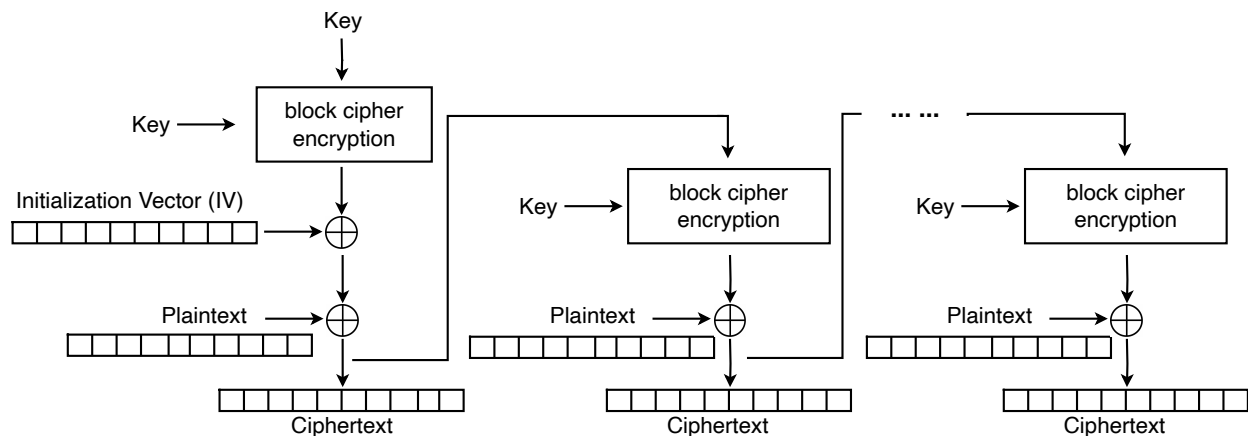 Key
block cipher
encryption
Key
Initialization Vector (IV)
Plaintext
Ciphertext
block cipher
encryption
Key
Plaintext
Ciphertext
... ...
block cipher
encryption
Key
Plaintext
Ciphertext